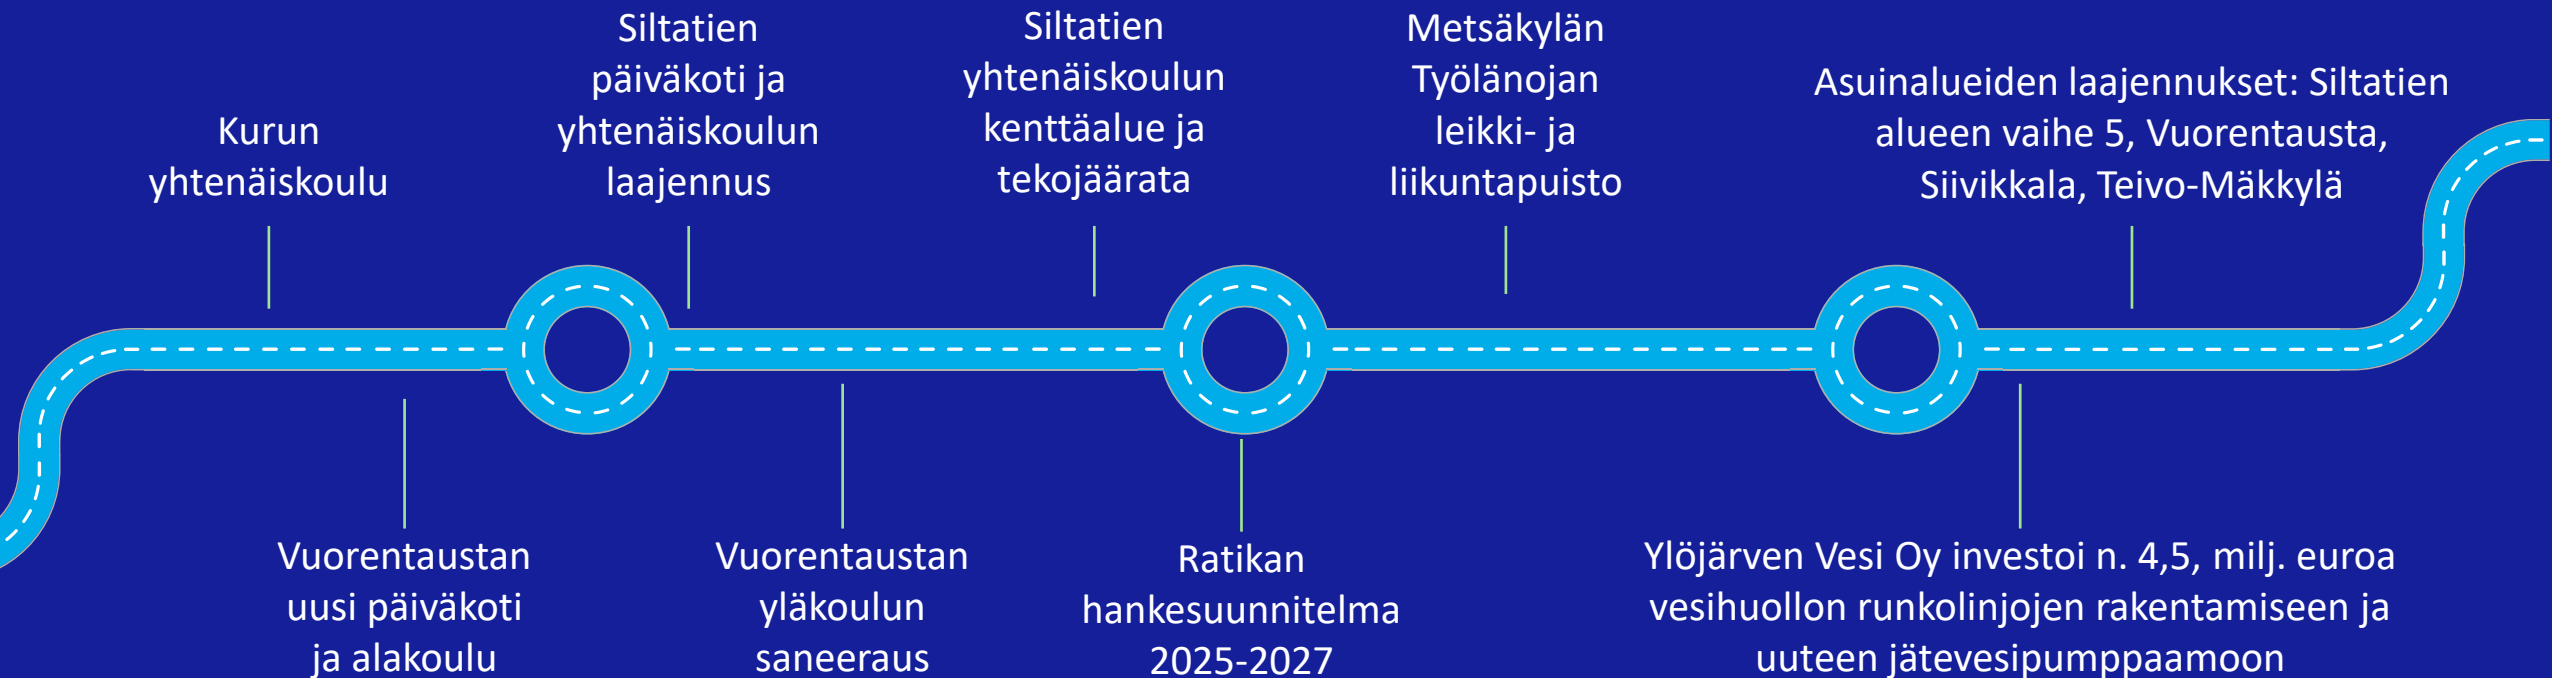 Kurun
yhtenäiskoulu
Siltatien
päiväkoti ja
yhtenäiskoulun
laajennus
Siltatien
yhtenäiskoulun
kenttäalue ja
tekojäärata
Metsäkylän
Työlänojan
leikki- ja
liikuntapuisto
Asuinalueiden laajennukset: Siltatien
alueen vaihe 5, Vuorentausta,
Siivikkala, Teivo-Mäkkylä
Vuorentaustan
uusi päiväkoti
ja alakoulu
Vuorentaustan
yläkoulun
saneeraus
Ratikan
hankesuunnitelma
2025-2027
Ylöjärven Vesi Oy investoi n. 4,5, milj. euroa
vesihuollon runkolinjojen rakentamiseen ja
uuteen jätevesipumppaamoon